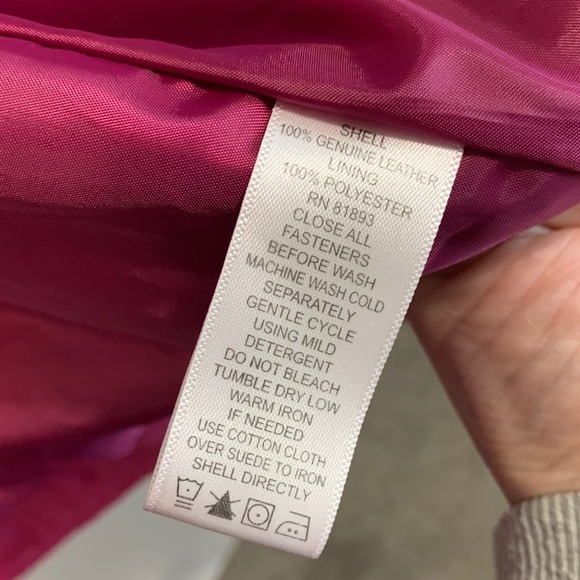 SHELL
100% GENUINE LEATHER
LINING
100% POLYESTER
RN 81893
CLOSE ALL
FASTENERS
BEFORE WASH
MACHINE WASH COLD
SEPARATELY
GENTLE CYCLE
USING MILD
DETERGENT
DO NOT BLEACH
TUMBLE DRY LOW
WARM IRON
IF NEEDED
USE COTTON CLOTH
OVER SUEDE TO IRON
SHELL DIRECTLY